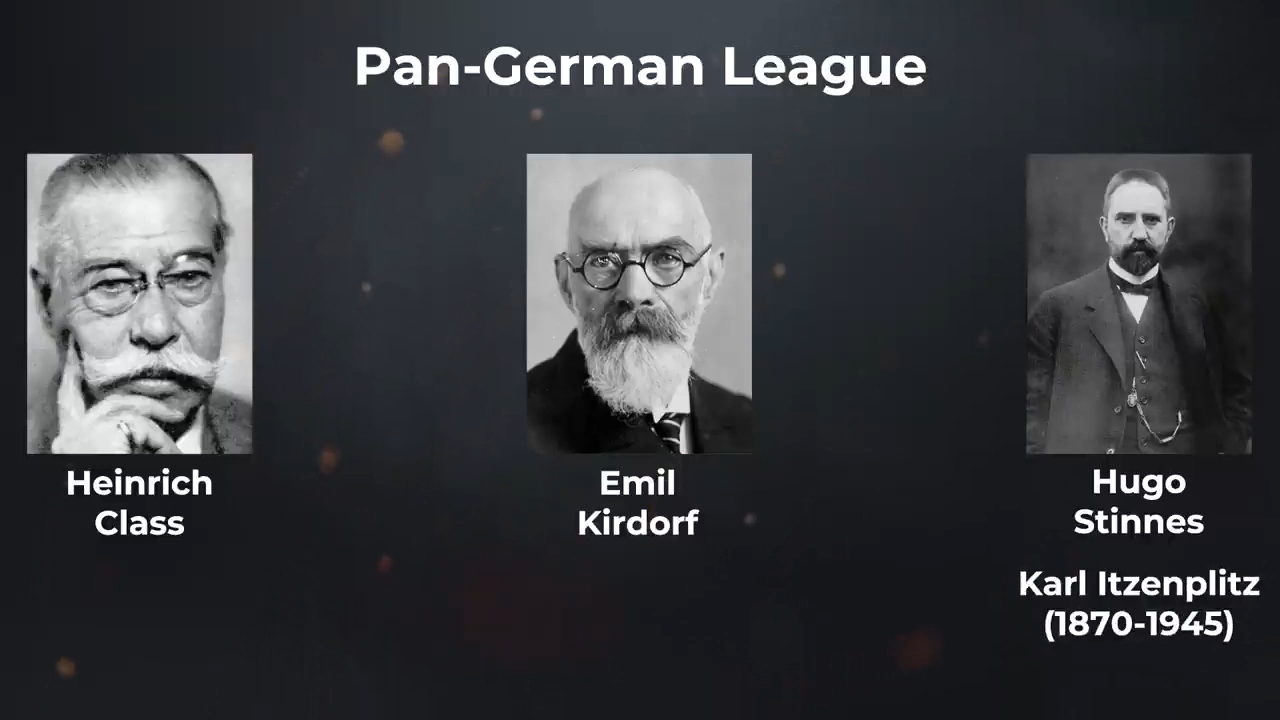 Pan-German League
Heinrich
Class
Emil
Kirdorf
Hugo
Stinnes
Karl Itzenplitz
(1870-1945)